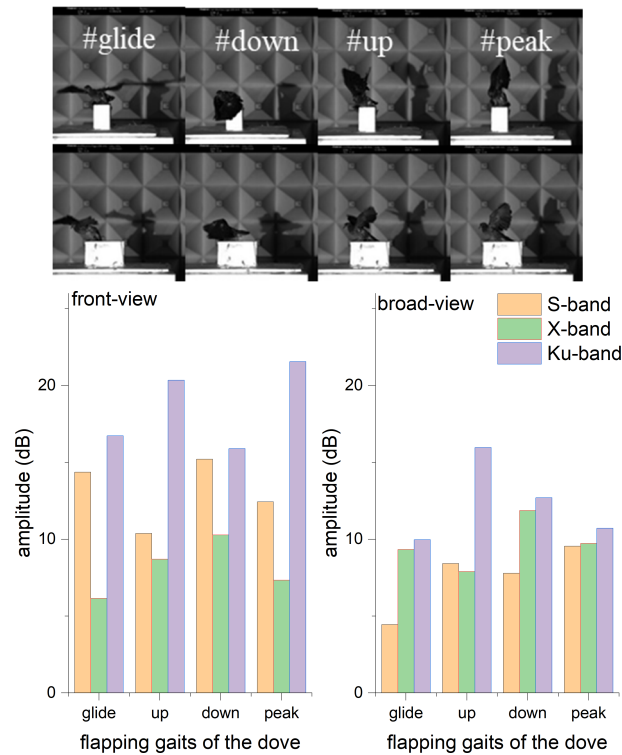 #glide #down #up #peak
front-view
broad-view
S-band
X-band
Ku-band
20
10
0
amplitude (dB)
glide up down peak
flapping gaits of the dove
20
10
0
amplitude (dB)
glide up down peak
flapping gaits of the dove